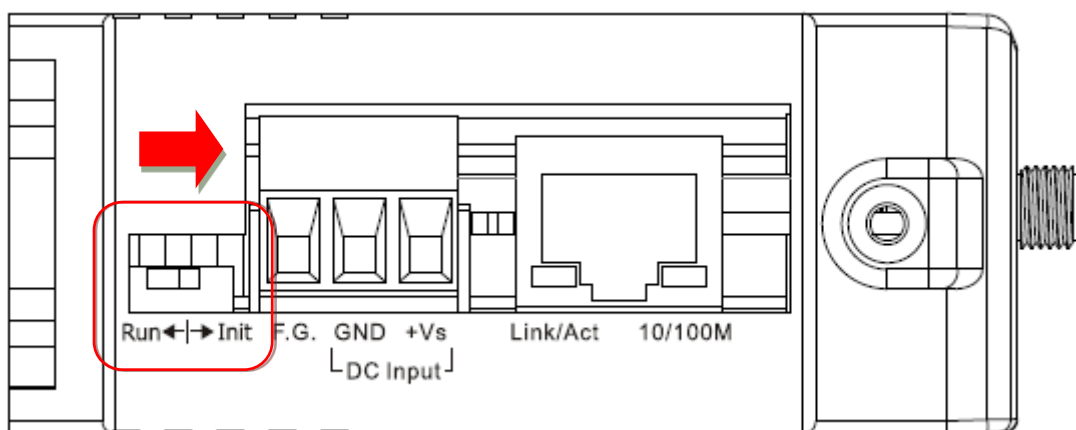 Run←|→Init F.G. GND +Vs Link/Act 10/100M
DC Input